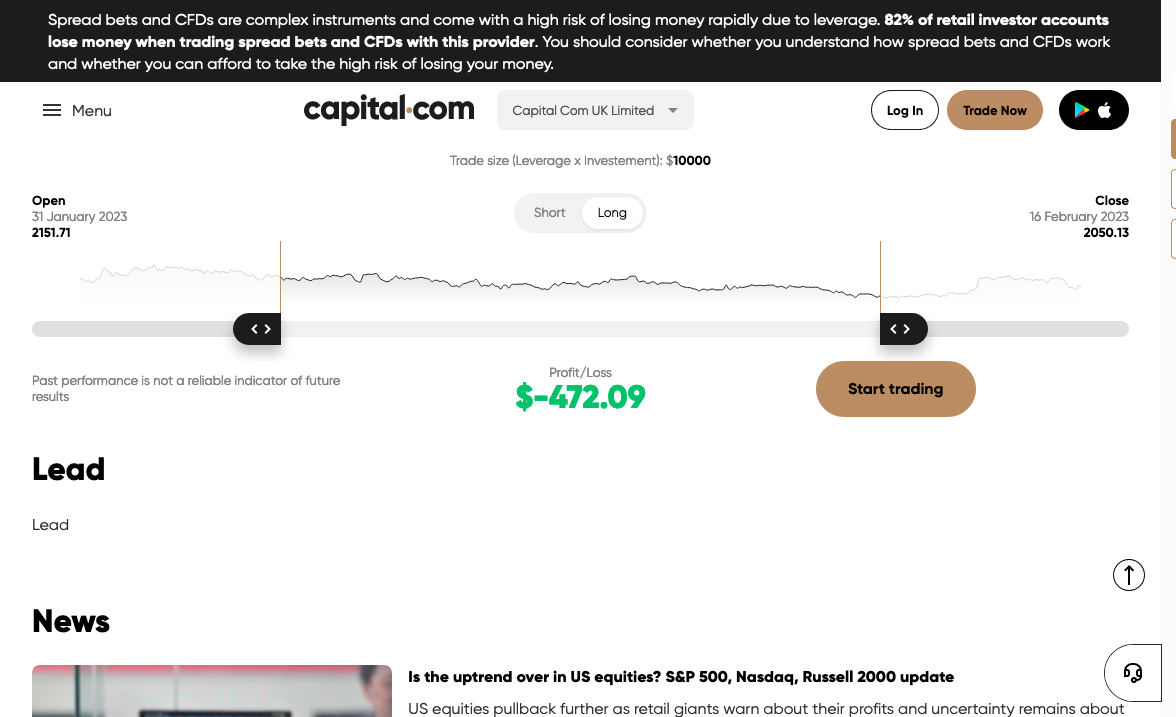 Spread bets and CFDs are complex instruments and come with a high risk of losing money rapidly due to leverage. 82% of retail investor accounts
lose money when trading spread bets and CFDs with this provider. You should consider whether you understand how spread bets and CFDs work
and whether you can afford to take the high risk of losing your money.
Menu
capital.com
Capital Com UK Limited
Log In
Trade Now
Trade size (Leverage x Investement): $10000
Open
31 January 2023
2151.71
Short
Long
Close
16 February 2023
2050.13
Past performance is not a reliable indicator of future
results
Profit/Loss
$-472.09
Start trading
Lead
Lead
News
Is the uptrend over in US equities? S&P 500, Nasdaq, Russell 2000 update
US equities pullback further as retail giants warn about their profits and uncertainty remains about